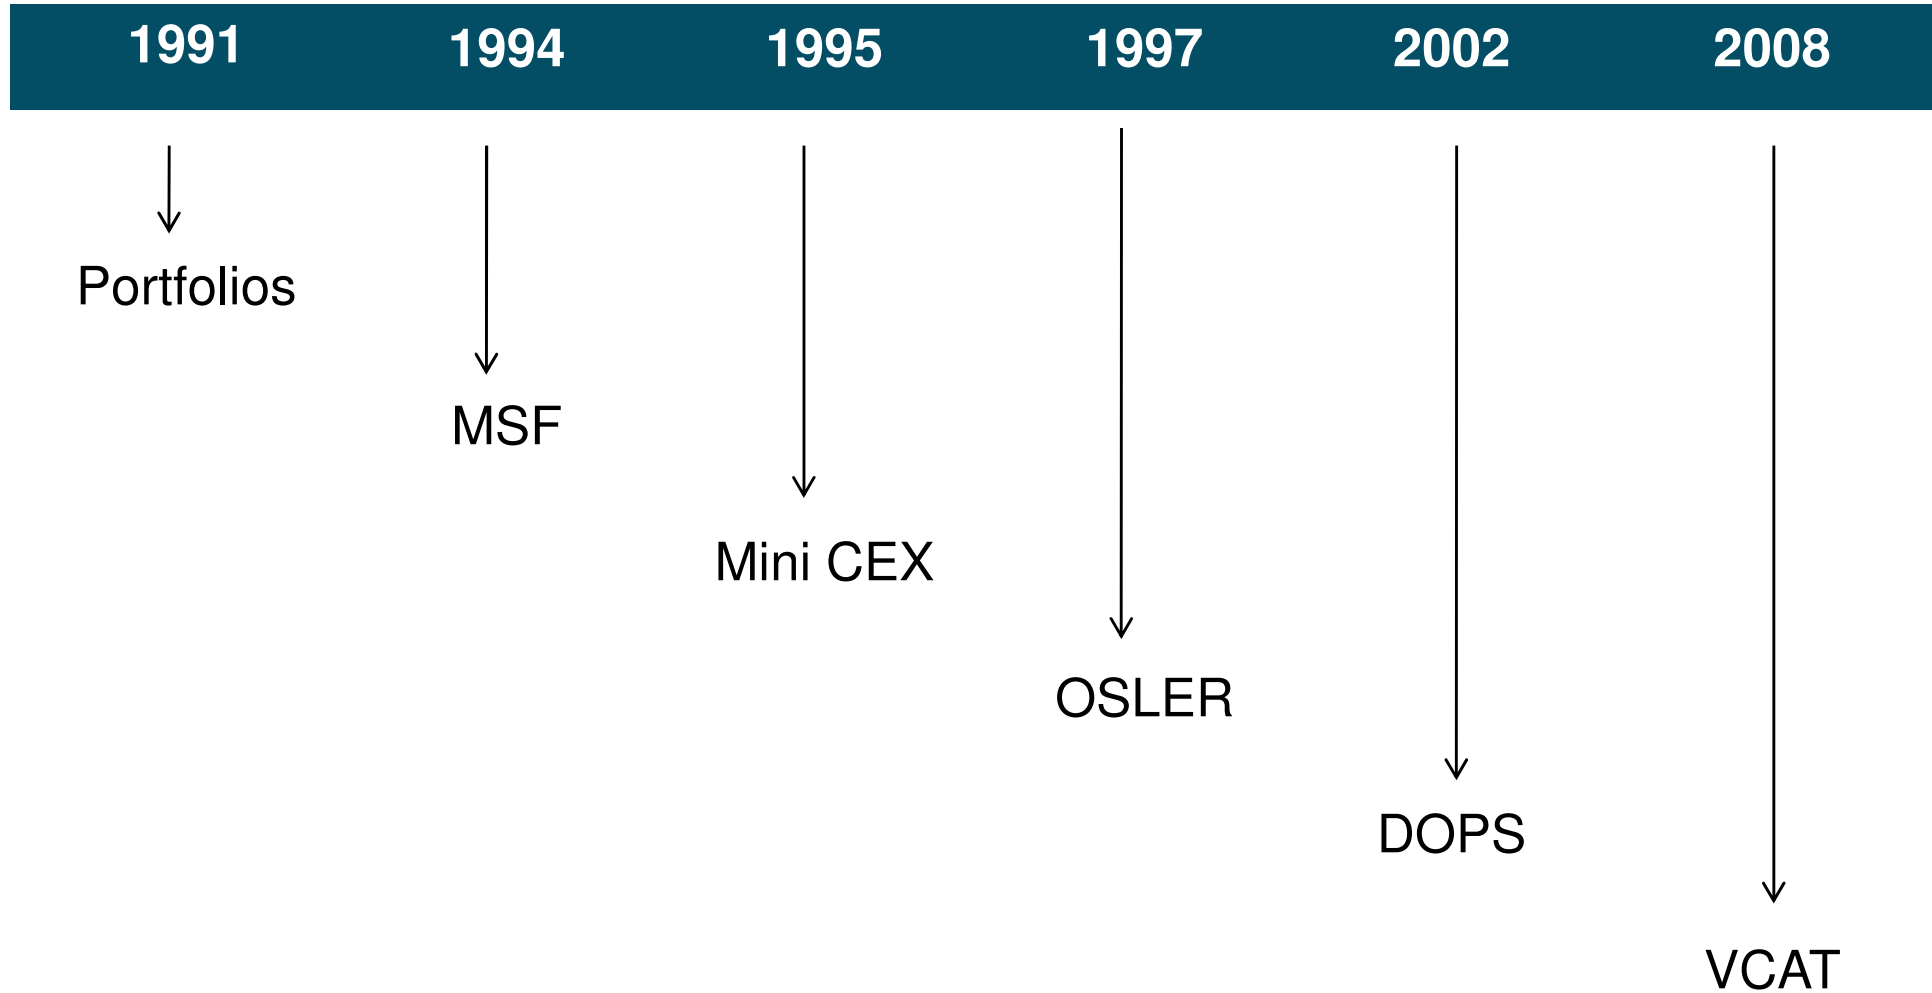 1991 1994 1995 1997 2002 2008
Portfolios
MSF
Mini CEX
OSLER
DOPS
VCAT